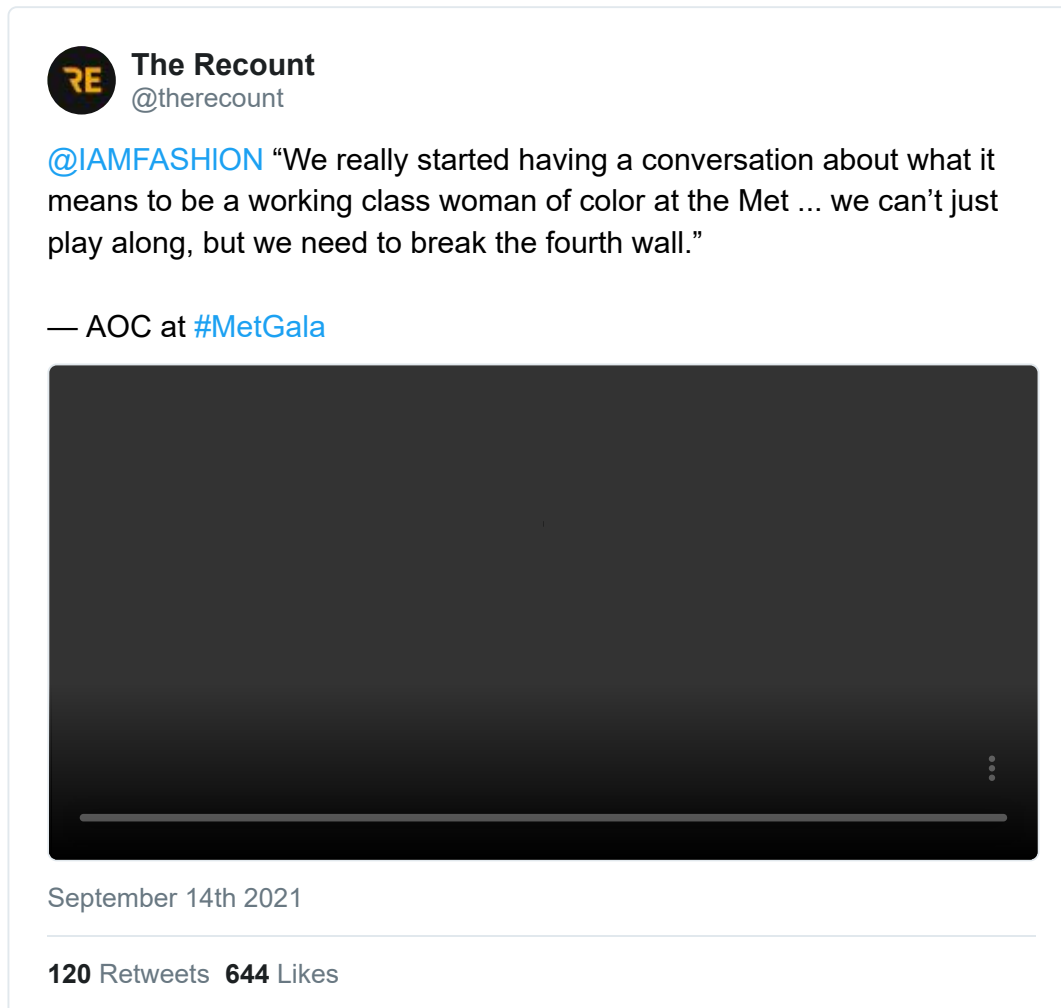 RE
The Recount
@therecount
@IAMFASHION “We really started having a conversation about what it
means to be a working class woman of color at the Met ... we can’t just
play along, but we need to break the fourth wall.”
— AOC at #MetGala
September 14th 2021
120 Retweets 644 Likes